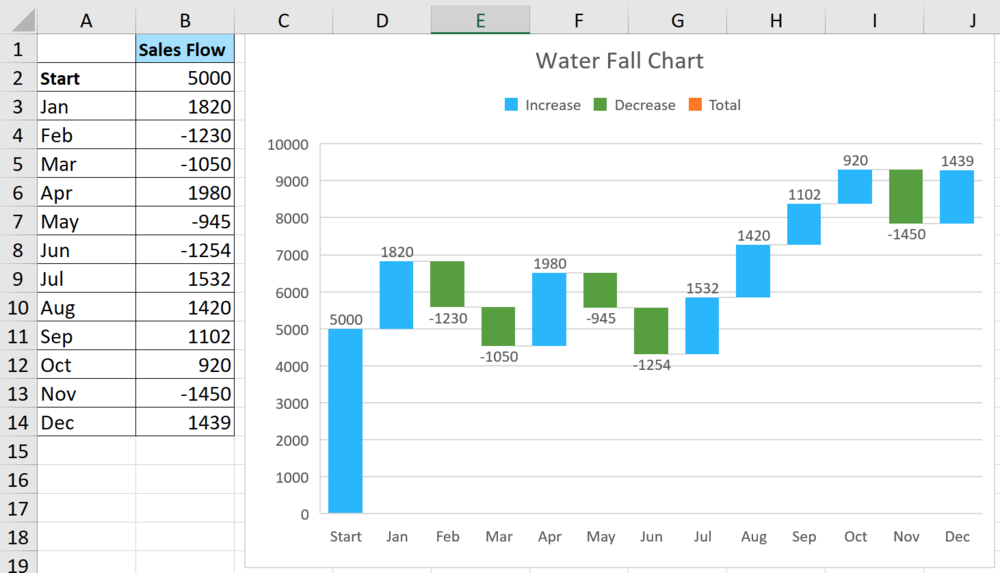 A B C D E F G H I J
1 Sales Flow
2 Start 5000
3 Jan 1820
4 Feb -1230
5 Mar -1050
6 Apr 1980
7 May -945
8 Jun -1254
9 Jul 1532
10 Aug 1420
11 Sep 1102
12 Oct 920
13 Nov -1450
14 Dec 1439
15
16
17
18
19
Water Fall Chart
Increase Decrease Total
10000
9000
8000
7000
6000
5000
4000
3000
2000
1000
0
5000
1820
-1230
-1050
1980
-945
-1254
1532
1420
1102
920
-1450
1439
Start Jan Feb Mar Apr May Jun Jul Aug Sep Oct Nov Dec